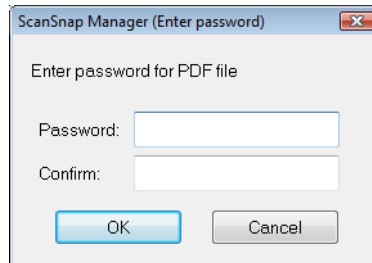 ScanSnap Manager (Enter password)
Enter password for PDF file
Password:
Confirm:
OK Cancel